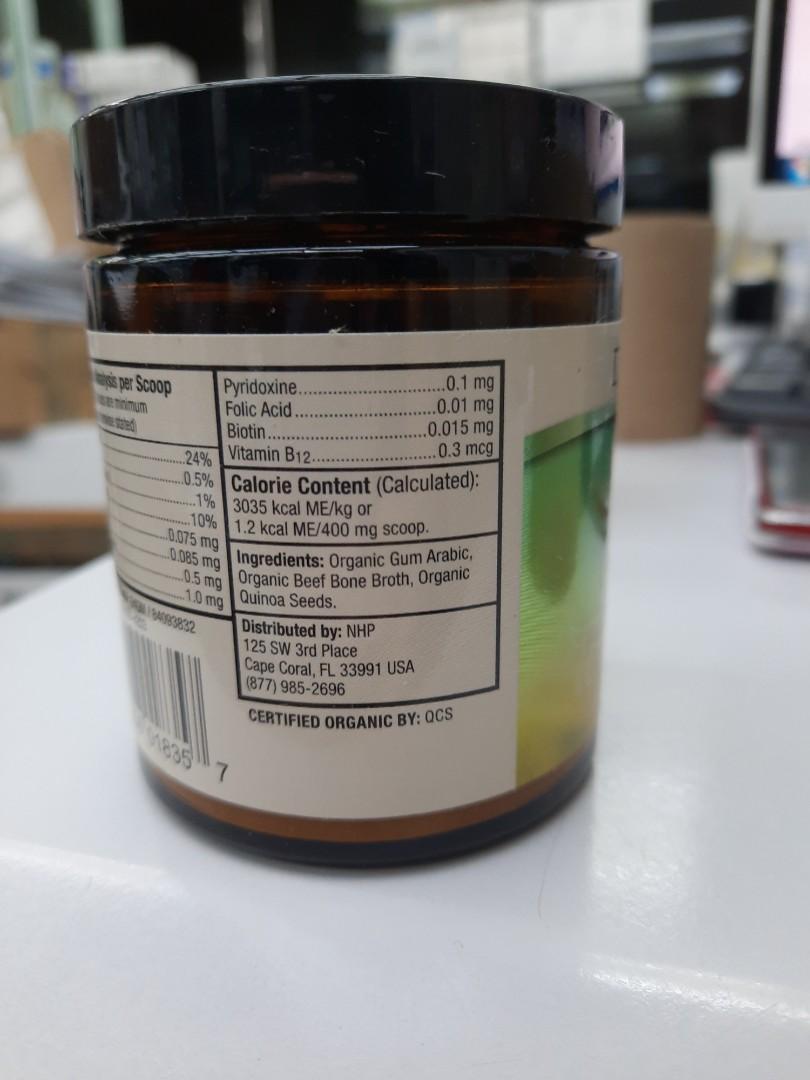 Analysis per Scoop
are minimum
stated)
24%
0.5%
1%
10%
0.075 mg
0.085 mg
0.5 mg
1.0 mg
/ 84093832
01835 7
Pyridoxine 0.1 mg
Folic Acid 0.01 mg
Biotin 0.015 mg
Vitamin B12 0.3 mcg
Calorie Content (Calculated):
3035 kcal ME/kg or
1.2 kcal ME/400 mg scoop.
Ingredients: Organic Gum Arabic,
Organic Beef Bone Broth, Organic
Quinoa Seeds.
Distributed by: NHP
125 SW 3rd Place
Cape Coral, FL 33991 USA
(877) 985-2696
CERTIFIED ORGANIC BY: QCS